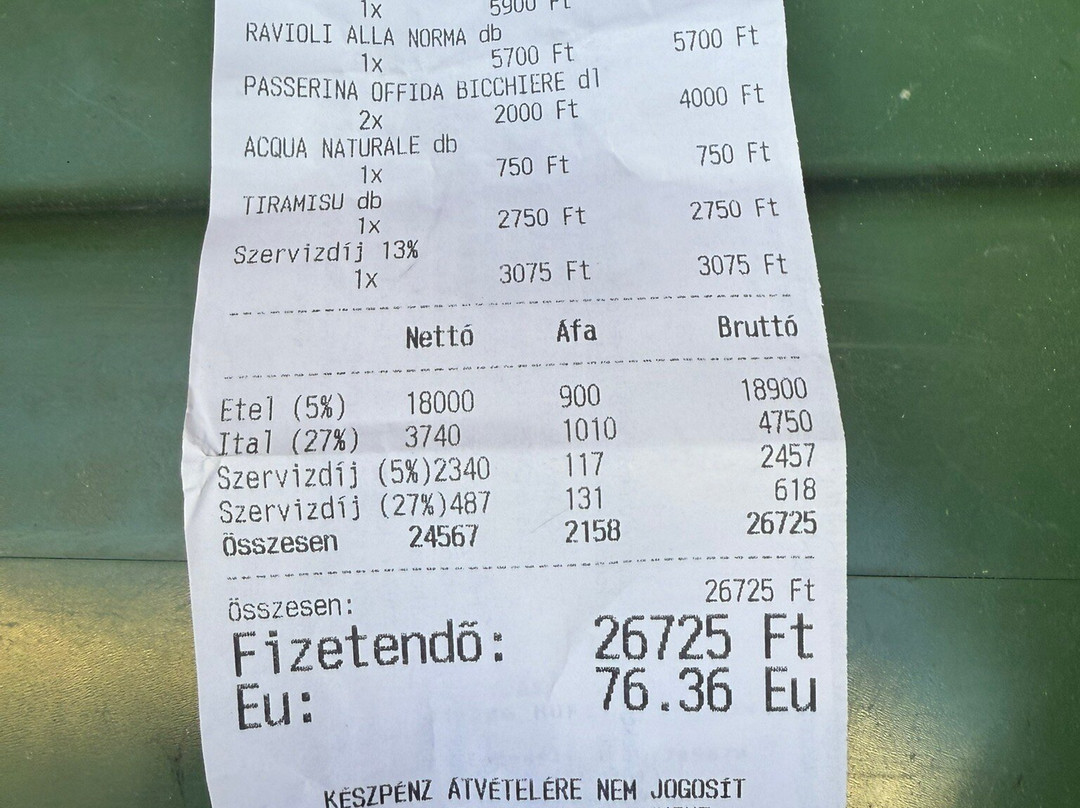 1x 5900 Ft
RAVIOLI ALLA NORMA db
1x 5700 Ft 5700 Ft
PASSERINA OFFIDA BICCHIERE dl
2x 2000 Ft 4000 Ft
ACQUA NATURALE db
1x 750 Ft 750 Ft
TIRAMISU db
1x 2750 Ft 2750 Ft
Szervizdíj 13%
1x 3075 Ft 3075 Ft
Nettó Áfa Bruttó
Étel (5%) 18000 900 18900
Ital (27%) 3740 1010 4750
Szervizdíj (5%)2340 117 2457
Szervizdíj (27%)487 131 618
Összesen 24567 2158 26725
Összesen: 26725 Ft
Fizetendő: 26725 Ft
Eu: 76.36 Eu
KÉSZPÉNZ ÁTVÉTELÉRE NEM JOGOSÍT